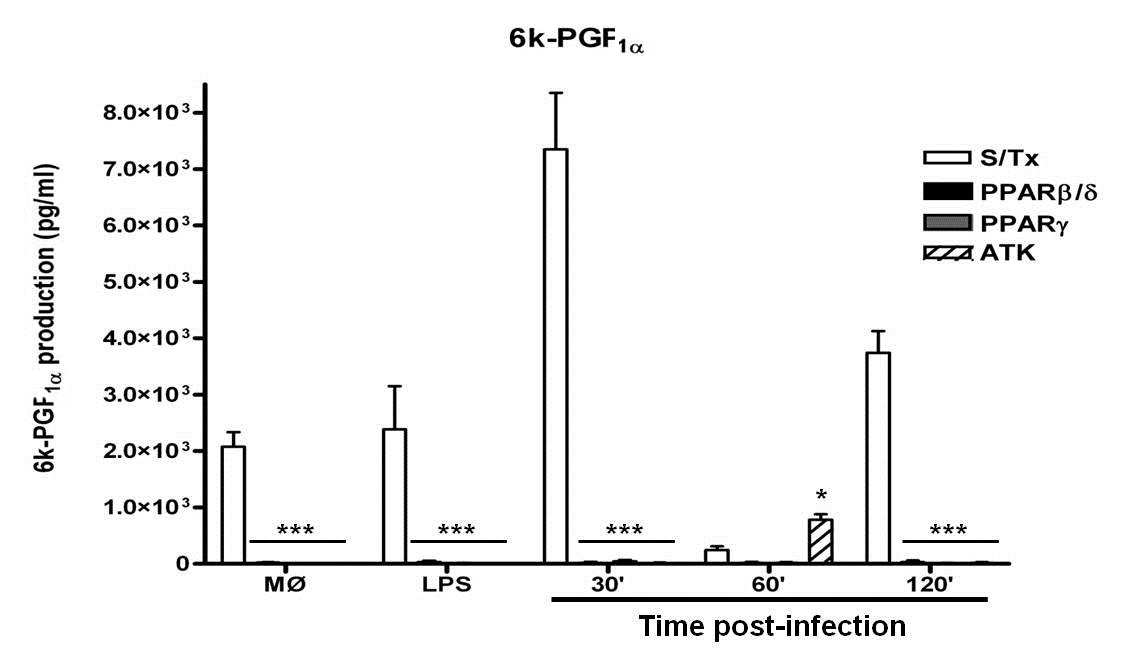 6k-PGF1α
6k-PGF1α production (pg/ml)
8.0×10³
7.0×10³
6.0×10³
5.0×10³
4.0×10³
3.0×10³
2.0×10³
1.0×10³
0
S/Tx
PPARβ/δ
PPARγ
ATK
***
***
***
*
***
MØ
LPS
30'
60'
120'
Time post-infection